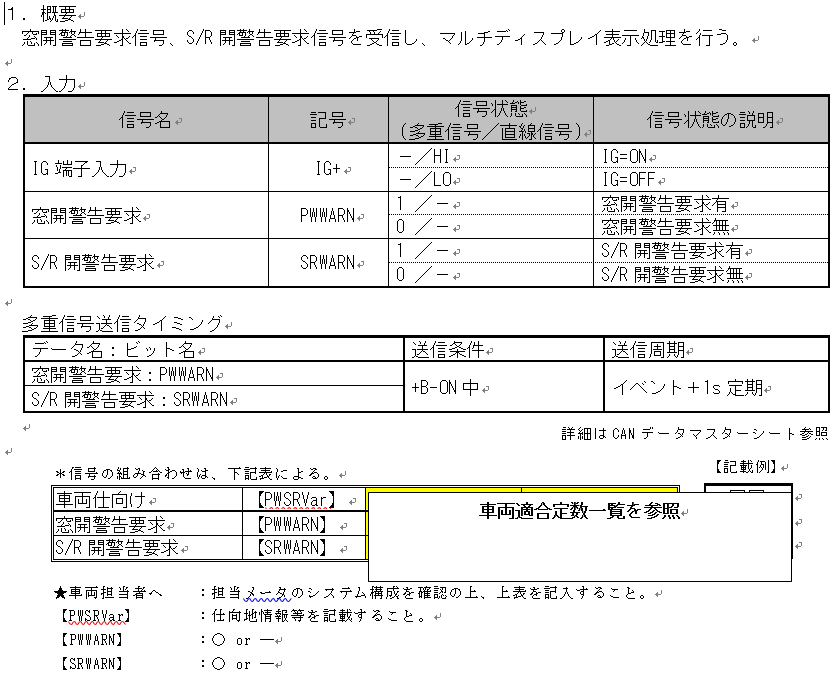 1. 概要
窓開警告要求信号、S/R 開警告要求信号を受信し、マルチディスプレイ表示処理を行う。
2. 入力
信号名 記号 信号状態 信号状態の説明
(多重信号／直線信号)
IG 端子入力 IG+ －／HI IG=ON
－／LO IG=OFF
窓開警告要求 PWWARN 1 ／－ 窓開警告要求有
0 ／－ 窓開警告要求無
S/R 開警告要求 SRWARN 1 ／－ S/R 開警告要求有
0 ／－ S/R 開警告要求無
多重信号送信タイミング
データ名：ビット名 送信条件 送信周期
窓開警告要求：PWWARN +B-ON 中 イベント＋1s 定期
S/R 開警告要求：SRWARN
詳細は CAN データマスターシート参照
＊信号の組み合わせは、下記表による。 【記載例】
車両仕向け 【PWSRVar】
窓開警告要求 【PWWARN】 車両適合定数一覧を参照
S/R 開警告要求 【SRWARN】
★車両担当者へ ：担当メータのシステム構成を確認の上、上表を記入すること。
【PWSRVar】 ：仕向地情報等を記載すること。
【PWWARN】 ：○ or －
【SRWARN】 ：○ or －